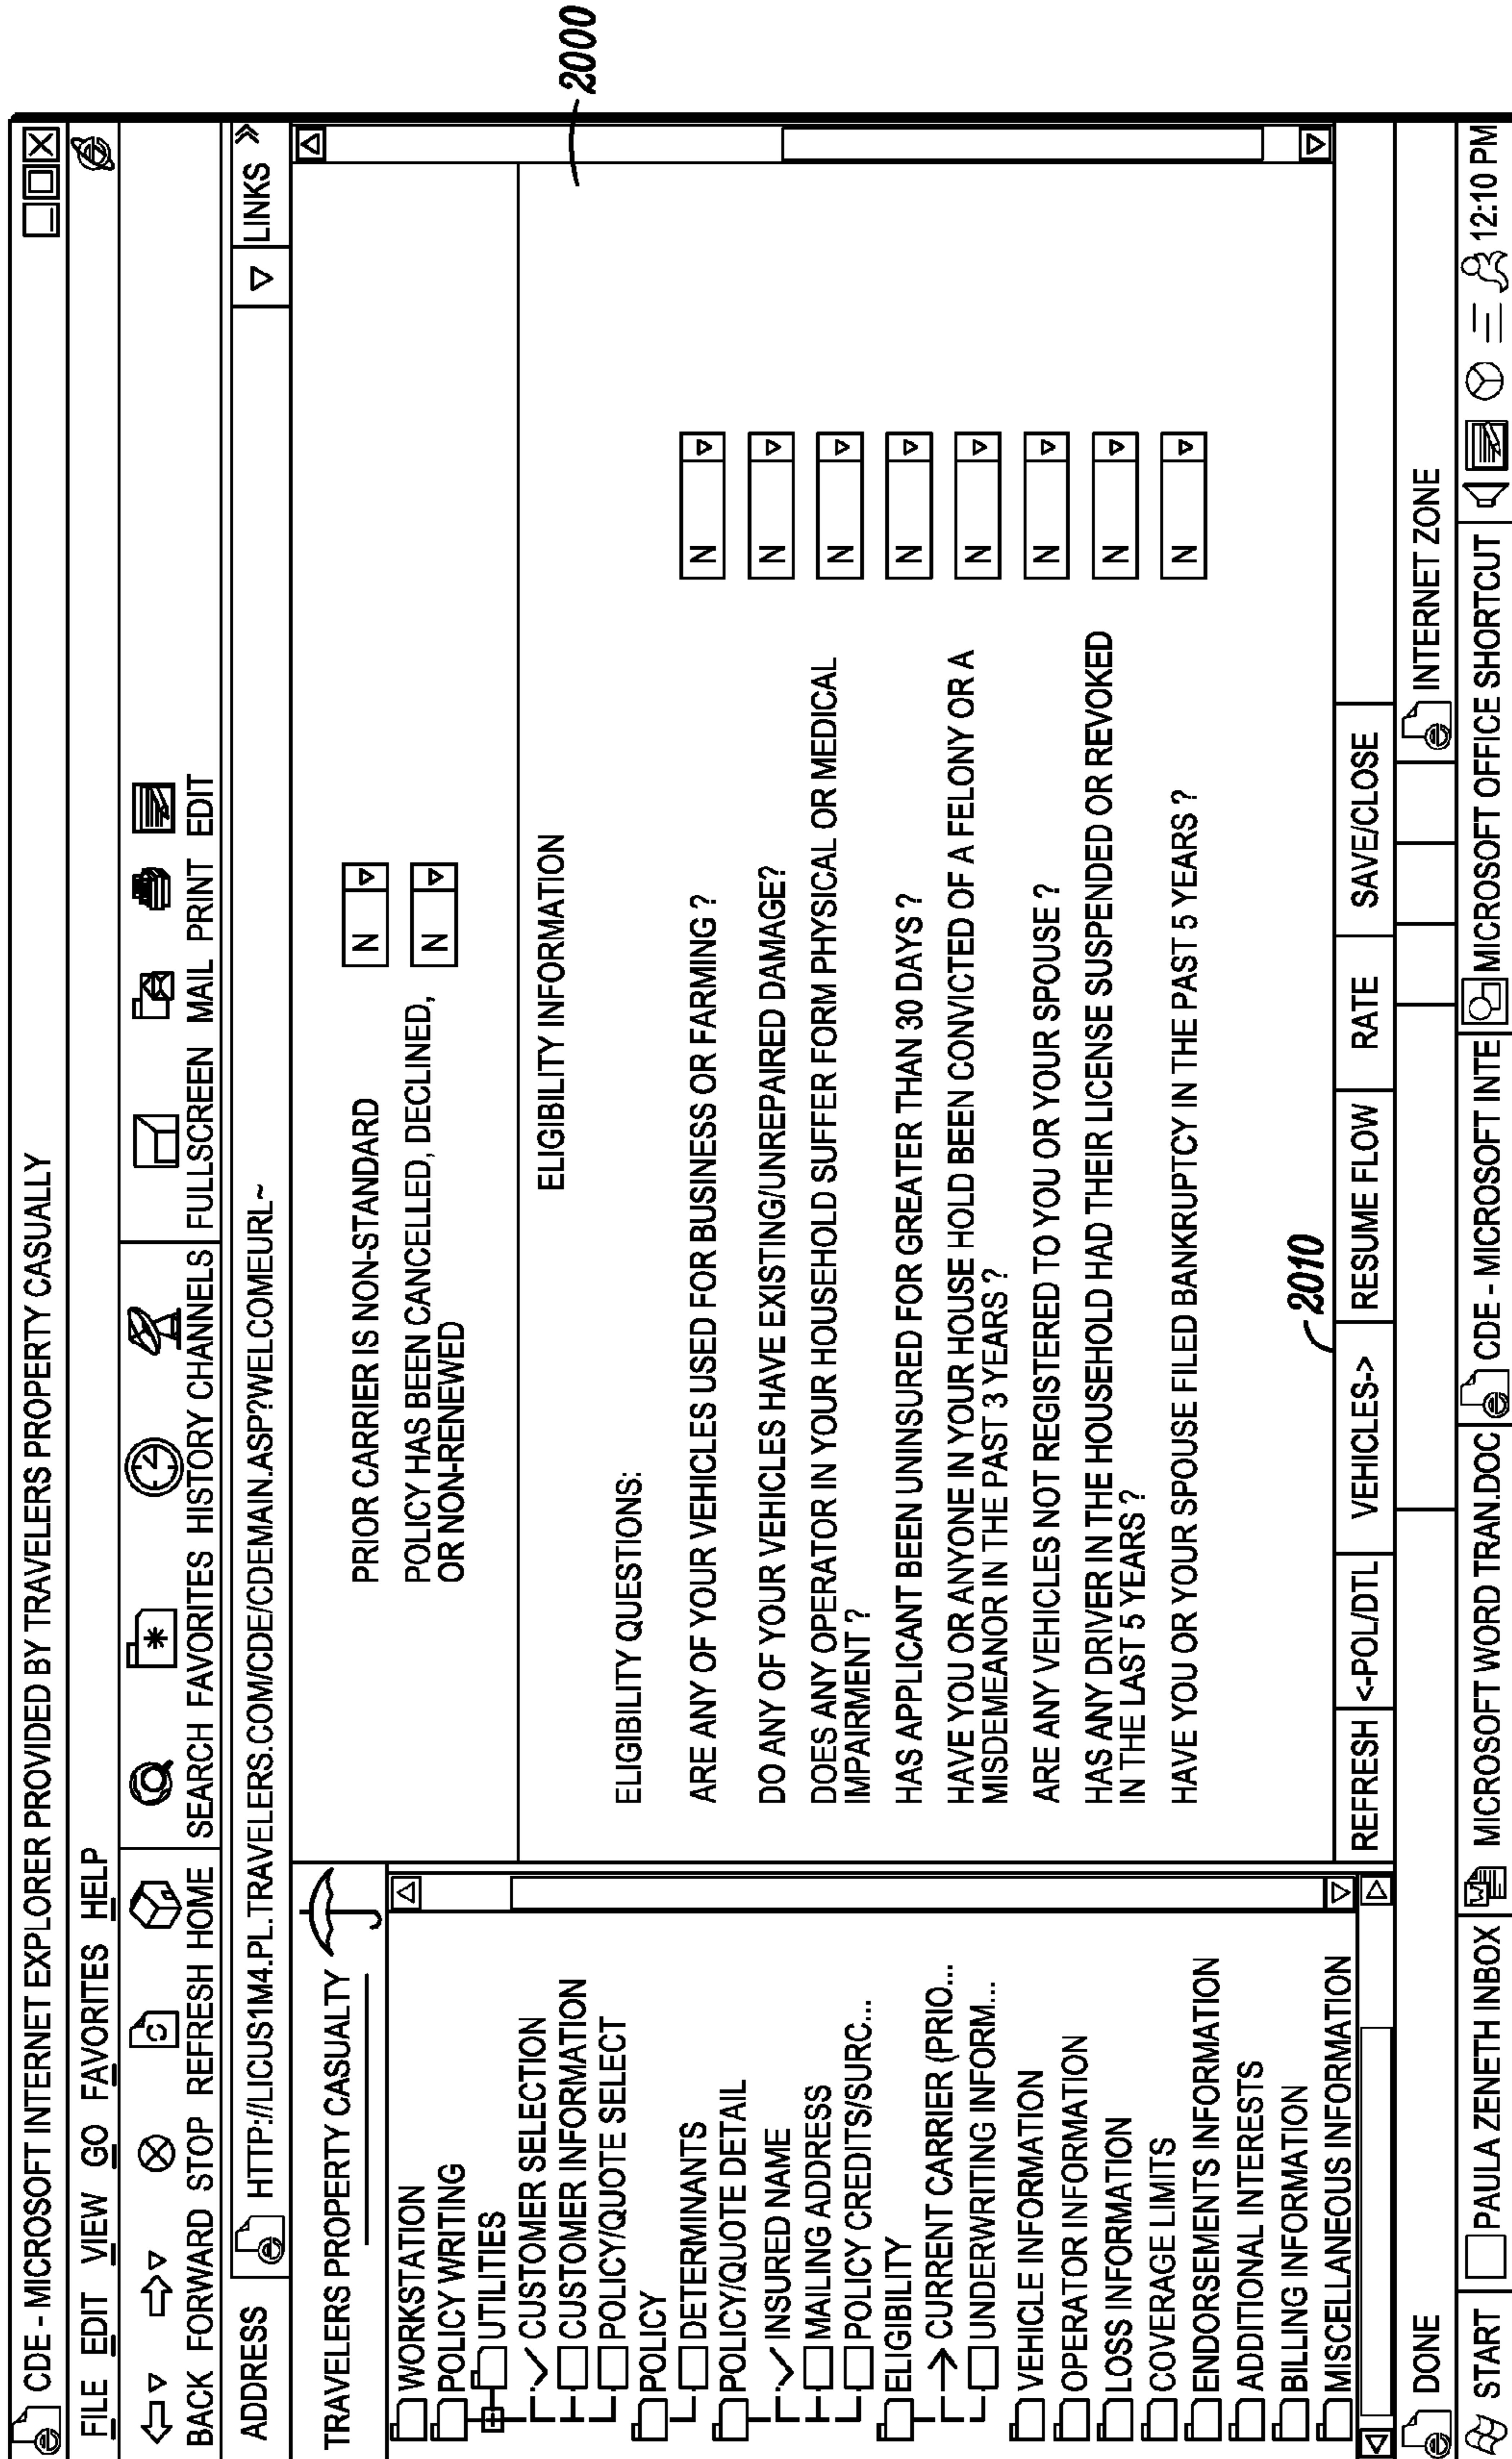 CDE - MICROSOFT INTERNET EXPLORER PROVIDED BY TRAVELERS PROPERTY CASUALLY
FILE EDIT VIEW GO FAVORITES HELP
BACK FORWARD STOP REFRESH HOME SEARCH FAVORITES HISTORY CHANNELS FULLSCREEN MAIL PRINT EDIT
ADDRESS HTTP://LICUS1M4.PL.TRAVELERS.COM/CDE/CDEMAIN.ASP?WELCOMEURL~ LINKS »
TRAVELERS PROPERTY CASUALTY
WORKSTATION
POLICY WRITING
UTILITIES
CUSTOMER SELECTION
CUSTOMER INFORMATION
POLICY/QUOTE SELECT
POLICY
DETERMINANTS
POLICY/QUOTE DETAIL
INSURED NAME
MAILING ADDRESS
POLICY CREDITS/SURC...
ELIGIBILITY
CURRENT CARRIER (PRIO...
UNDERWRITING INFORM...
VEHICLE INFORMATION
OPERATOR INFORMATION
LOSS INFORMATION
COVERAGE LIMITS
ENDORSEMENTS INFORMATION
ADDITIONAL INTERESTS
BILLING INFORMATION
MISCELLANEOUS INFORMATION
PRIOR CARRIER IS NON-STANDARD N
POLICY HAS BEEN CANCELLED, DECLINED, N
OR NON-RENEWED
ELIGIBILITY INFORMATION
2000
ELIGIBILITY QUESTIONS:
ARE ANY OF YOUR VEHICLES USED FOR BUSINESS OR FARMING ? N
DO ANY OF YOUR VEHICLES HAVE EXISTING/UNREPAIRED DAMAGE? N
DOES ANY OPERATOR IN YOUR HOUSEHOLD SUFFER FORM PHYSICAL OR MEDICAL N
IMPAIRMENT ?
HAS APPLICANT BEEN UNINSURED FOR GREATER THAN 30 DAYS ? N
HAVE YOU OR ANYONE IN YOUR HOUSE HOLD BEEN CONVICTED OF A FELONY OR A N
MISDEMEANOR IN THE PAST 3 YEARS ?
ARE ANY VEHICLES NOT REGISTERED TO YOU OR YOUR SPOUSE ? N
HAS ANY DRIVER IN THE HOUSEHOLD HAD THEIR LICENSE SUSPENDED OR REVOKED N
IN THE LAST 5 YEARS ?
HAVE YOU OR YOUR SPOUSE FILED BANKRUPTCY IN THE PAST 5 YEARS ? N
2010
REFRESH <-POL/DTL VEHICLES-> RESUME FLOW RATE SAVE/CLOSE
DONE INTERNET ZONE
START PAULA ZENETH INBOX MICROSOFT WORD TRAN.DOC CDE - MICROSOFT INTE MICROSOFT OFFICE SHORTCUT 12:10 PM